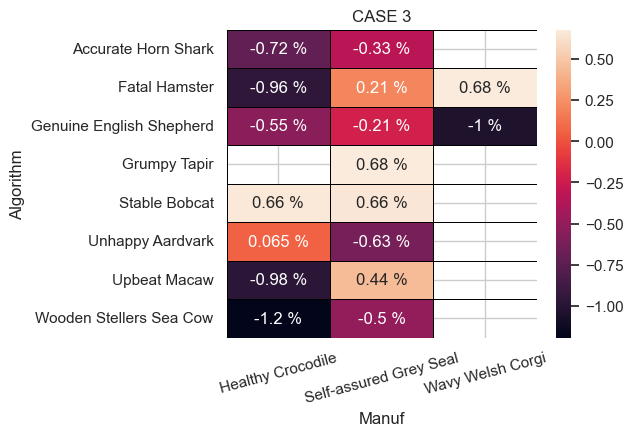 CASE 3
Algorithm
Accurate Horn Shark -0.72 % -0.33 %
Fatal Hamster -0.96 % 0.21 % 0.68 %
Genuine English Shepherd -0.55 % -0.21 % -1 %
Grumpy Tapir 0.68 %
Stable Bobcat 0.66 % 0.66 %
Unhappy Aardvark 0.065 % -0.63 %
Upbeat Macaw -0.98 % 0.44 %
Wooden Stellers Sea Cow -1.2 % -0.5 %
Healthy Crocodile Self-assured Grey Seal Wavy Welsh Corgi
Manuf
0.50
0.25
0.00
−0.25
−0.50
−0.75
−1.00